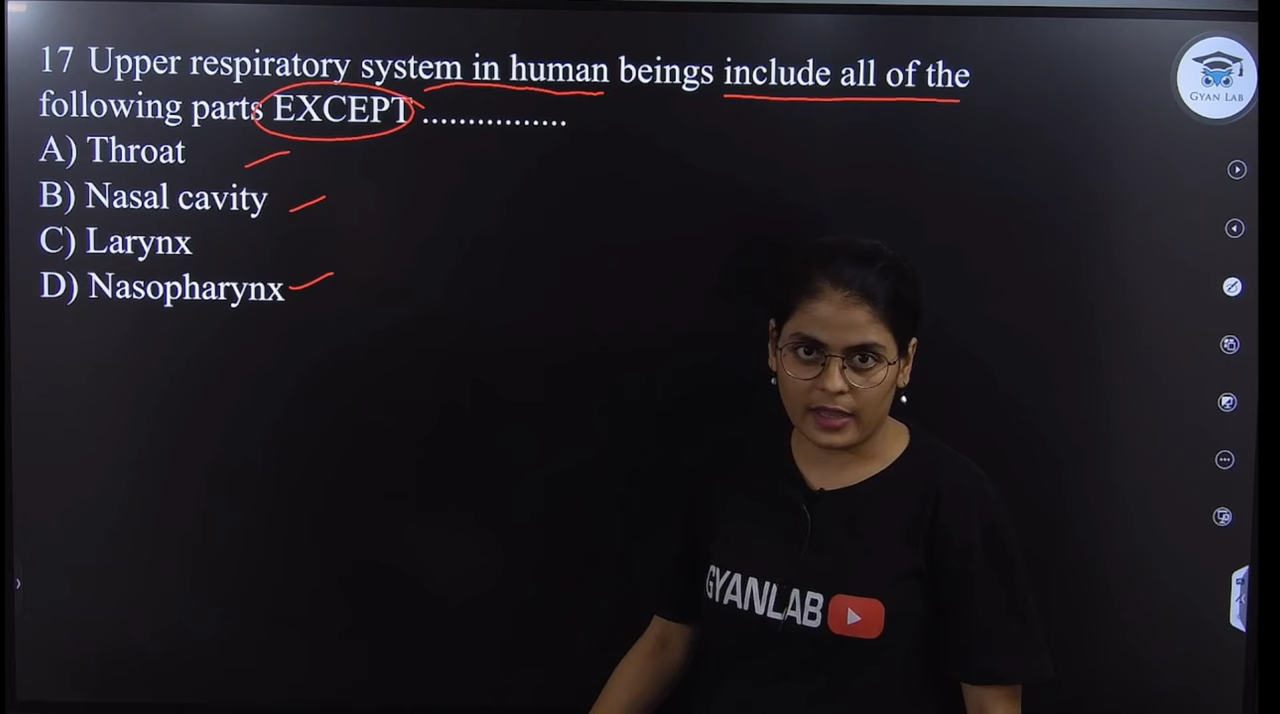 17 Upper respiratory system in human beings include all of the
following parts EXCEPT ................
A) Throat
B) Nasal cavity
C) Larynx
D) Nasopharynx
GYAN LAB
GYANLAB